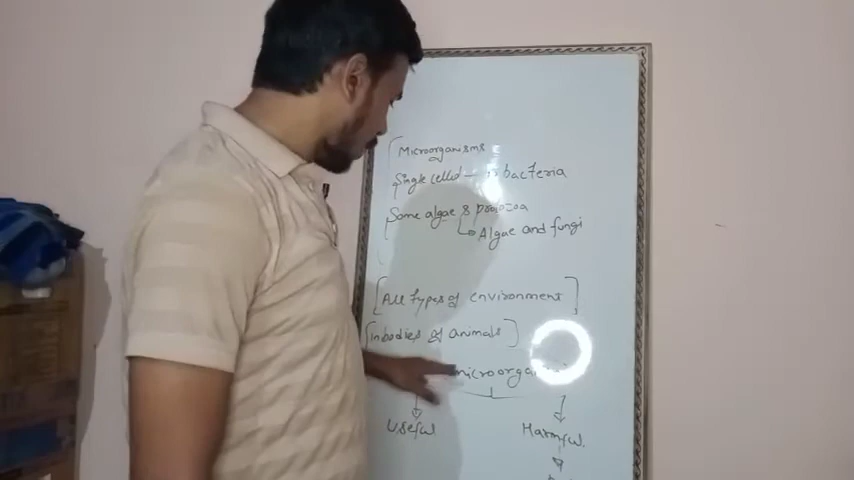 Microorganisms
Single celled → bacteria
Some algae & protozoa
Algae and fungi
[All types of environment]
[in bodies of animals]
microorga
Useful
Harmful.